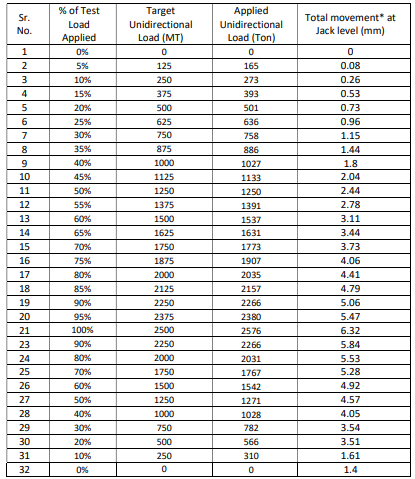 Sr. No. % of Test Load Applied Target Unidirectional Load (MT) Applied Unidirectional Load (Ton) Total movement* at Jack level (mm)
1 0% 0 0 0
2 5% 125 165 0.08
3 10% 250 273 0.26
4 15% 375 393 0.53
5 20% 500 501 0.73
6 25% 625 636 0.96
7 30% 750 758 1.15
8 35% 875 886 1.44
9 40% 1000 1027 1.8
10 45% 1125 1133 2.04
11 50% 1250 1250 2.44
12 55% 1375 1391 2.78
13 60% 1500 1537 3.11
14 65% 1625 1631 3.44
15 70% 1750 1773 3.73
16 75% 1875 1907 4.06
17 80% 2000 2035 4.41
18 85% 2125 2157 4.79
19 90% 2250 2266 5.06
20 95% 2375 2380 5.47
21 100% 2500 2576 6.32
23 90% 2250 2266 5.84
24 80% 2000 2031 5.53
25 70% 1750 1767 5.28
26 60% 1500 1542 4.92
27 50% 1250 1271 4.57
28 40% 1000 1028 4.05
29 30% 750 782 3.54
30 20% 500 566 3.51
31 10% 250 310 1.61
32 0% 0 0 1.4